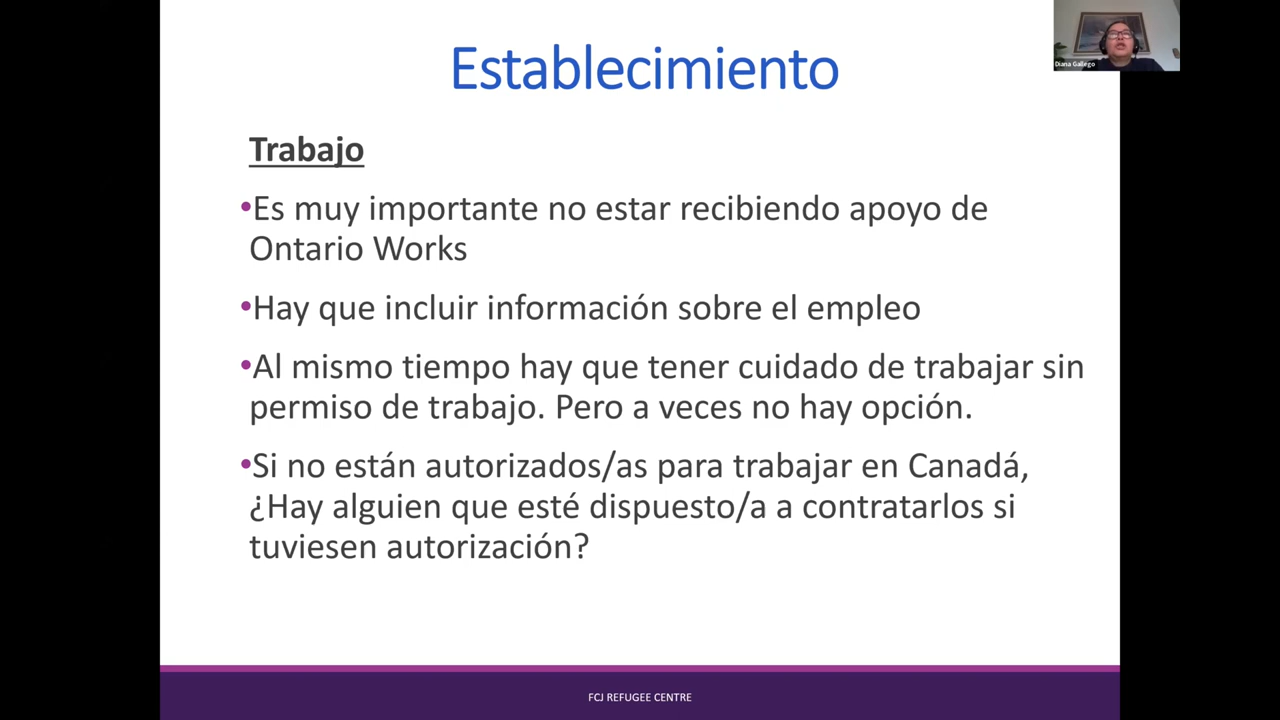 Establecimiento
Diana Gallego
Trabajo
•Es muy importante no estar recibiendo apoyo de
Ontario Works
•Hay que incluir información sobre el empleo
•Al mismo tiempo hay que tener cuidado de trabajar sin
permiso de trabajo. Pero a veces no hay opción.
•Si no están autorizados/as para trabajar en Canadá,
¿Hay alguien que esté dispuesto/a a contratarlos si
tuviesen autorización?
FCJ REFUGEE CENTRE